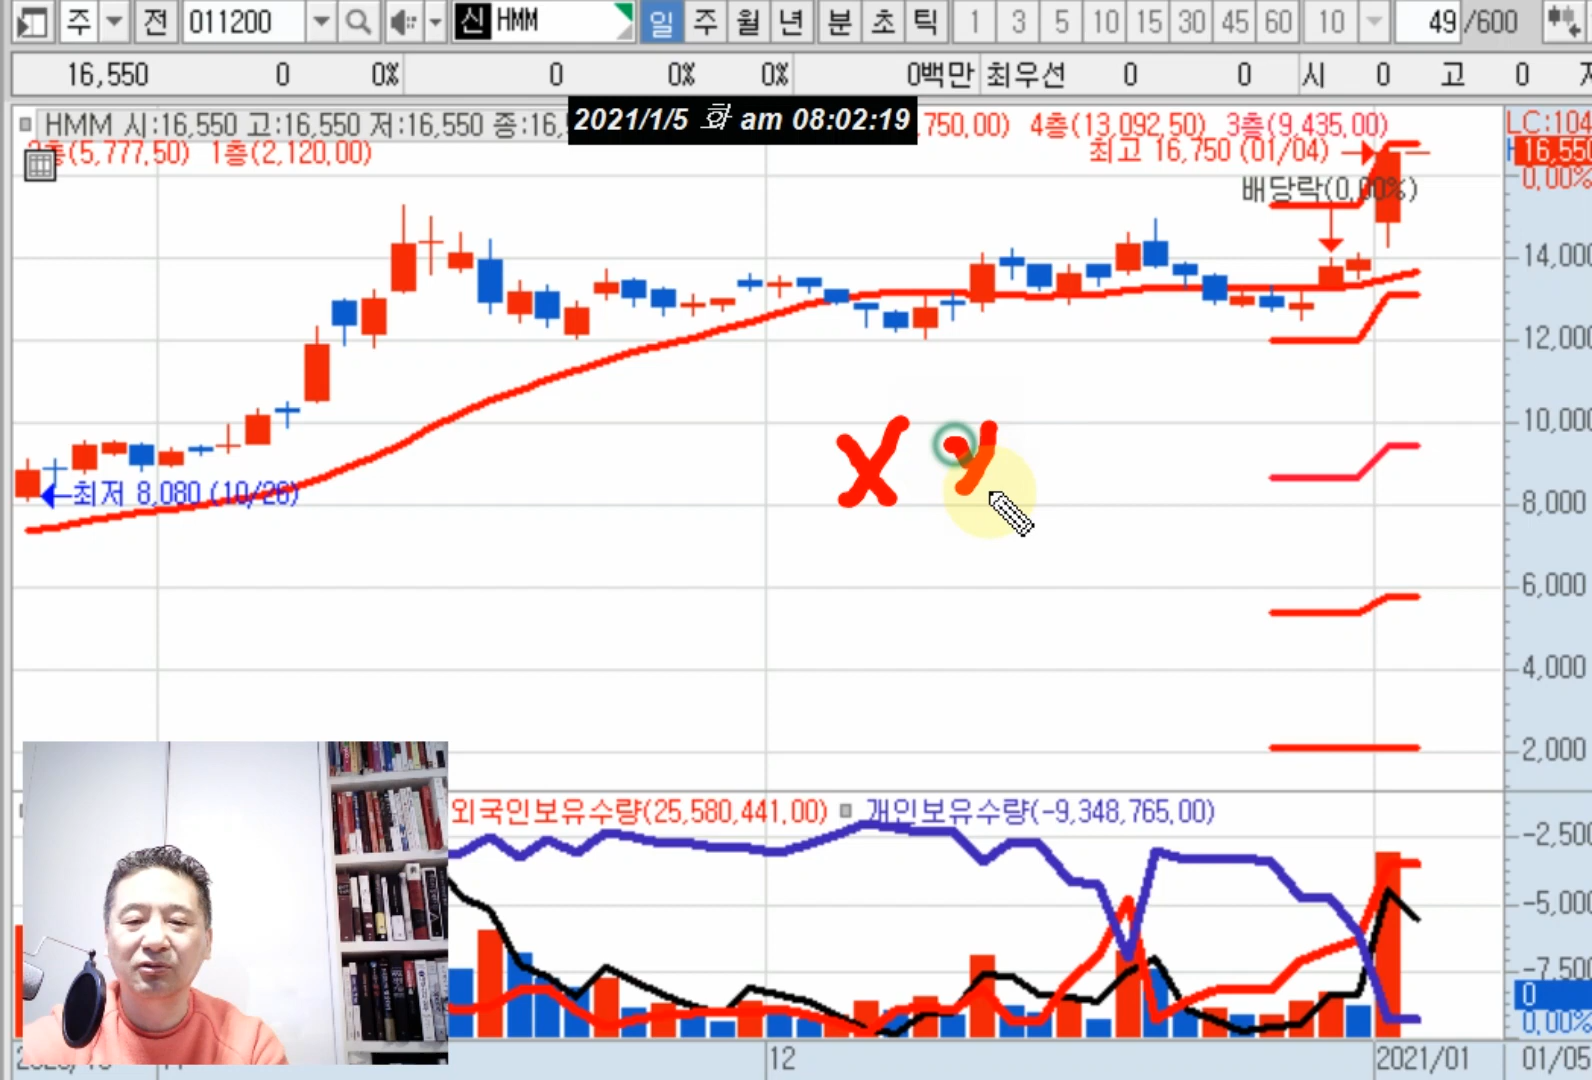 주 전 011200 신 HMM 일 주 월 년 분 초 틱 1 3 5 10 15 30 45 60 10 49 /600
16,550 0 0% 0 0% 0% 0백만 최우선 0 0 시 0 고 0
HMM 시:16,550 고:16,550 저:16,550 종:16, 750,00) 4층(13,092,50) 3층(9,435,00) LC:104
2021/1/5 화 am 08:02:19
2층(5,777,50) 1층(2,120,00) 최고 16,750 (01/04) 16,550
0,00%
배당락(0,00%)
14,000
12,000
10,000
X y
최저 8,080 (10/26) 8,000
6,000
4,000
2,000
외국인보유수량(25,580,441,00) 개인보유수량(-9,348,765,00)
-2,500
-5,000
-7,500
0
0,00%
12 2021/01 01/05